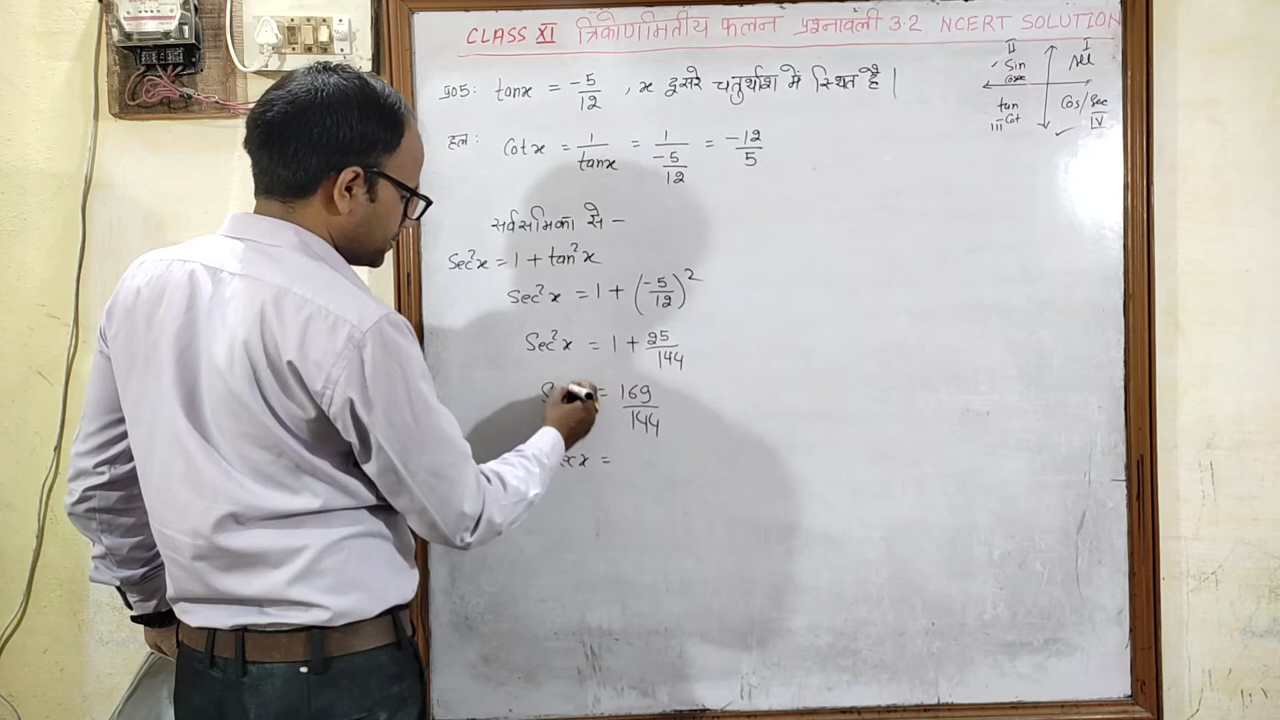 CLASS XI त्रिकोणमितीय फलन प्रश्नावली 3.2 NCERT SOLUTION
प्र05: tanx = -5/12 , x दूसरे चतुर्थांश में स्थित है।
II Sin Cosec
I All
tan Cot III
Cos/Sec IV
हल: Cotx = 1/tanx = 1/(-5/12) = -12/5
सर्वसमिका से -
Sec²x = 1 + tan²x
Sec²x = 1 + (-5/12)²
Sec²x = 1 + 25/144
= 169/144
x =